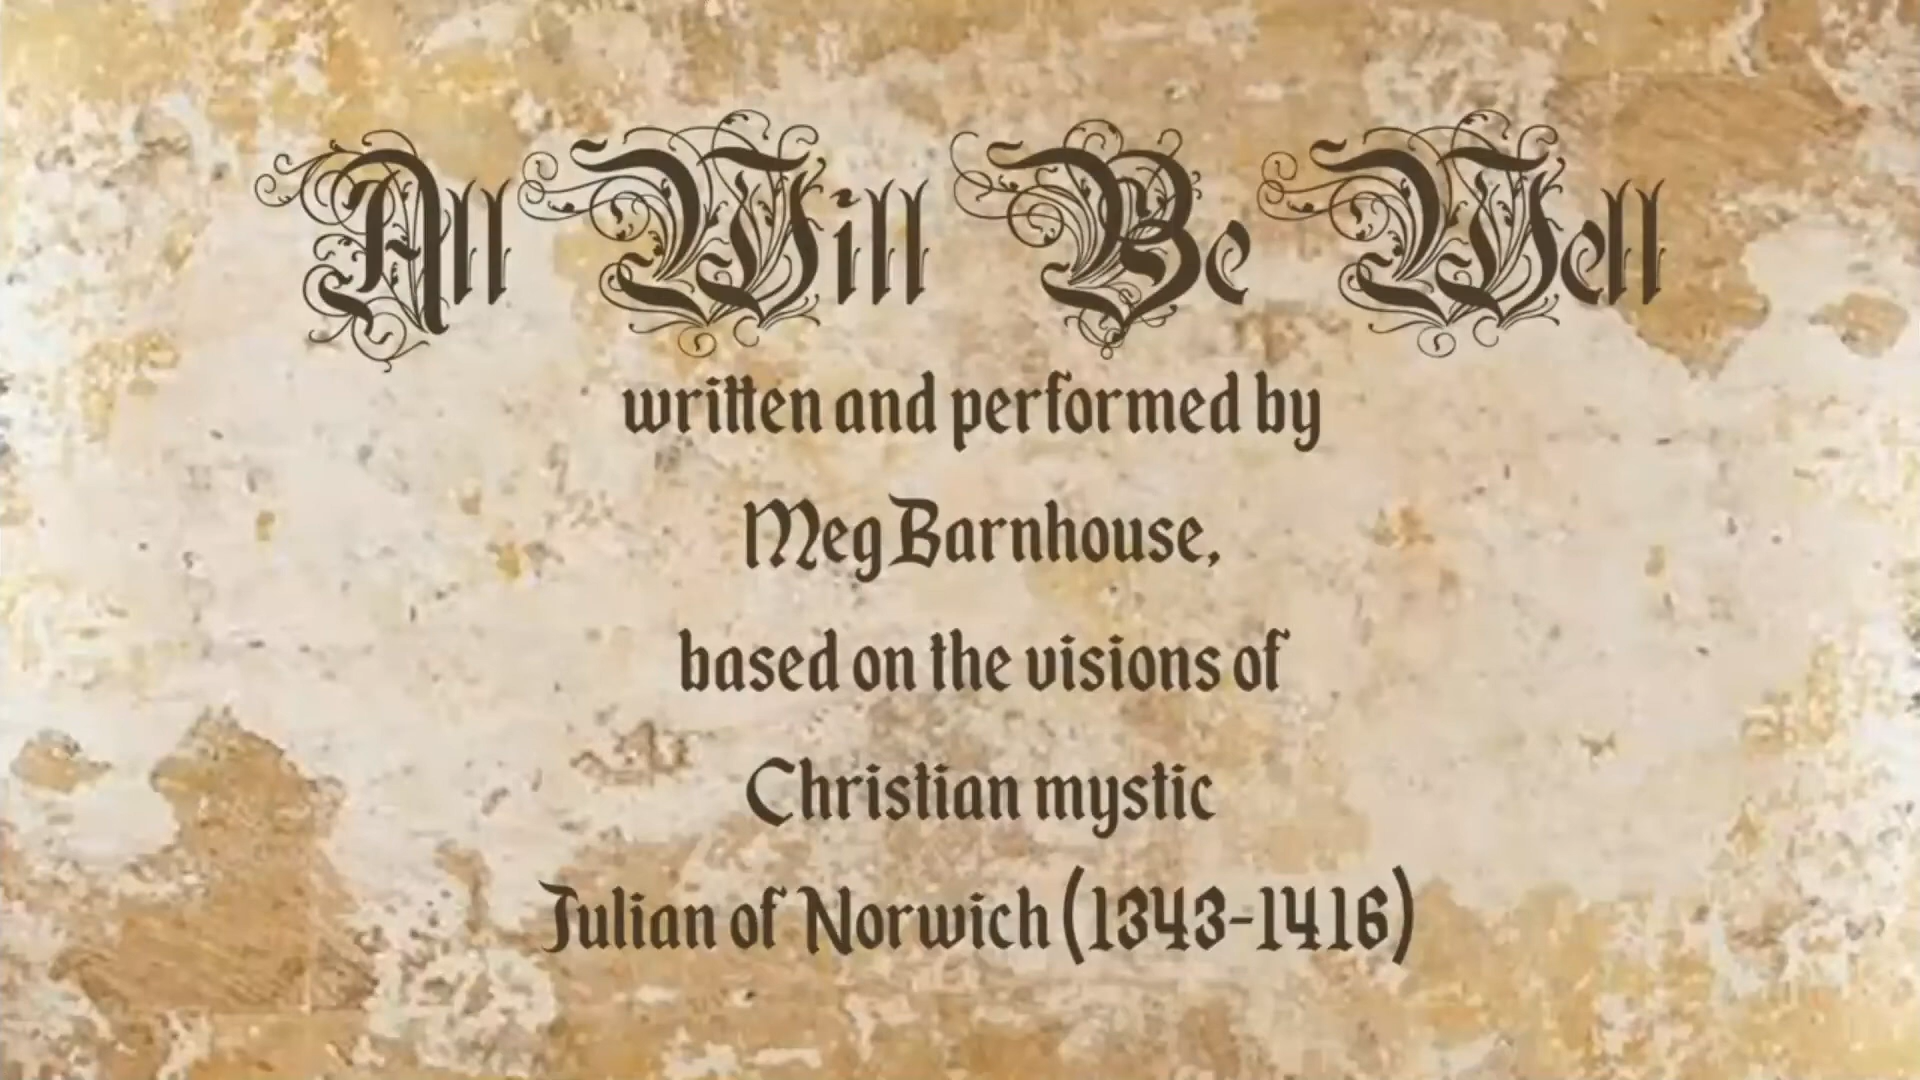 All Will Be Well
written and performed by
Meg Barnhouse,
based on the visions of
Christian mystic
Julian of Norwich (1343-1416)